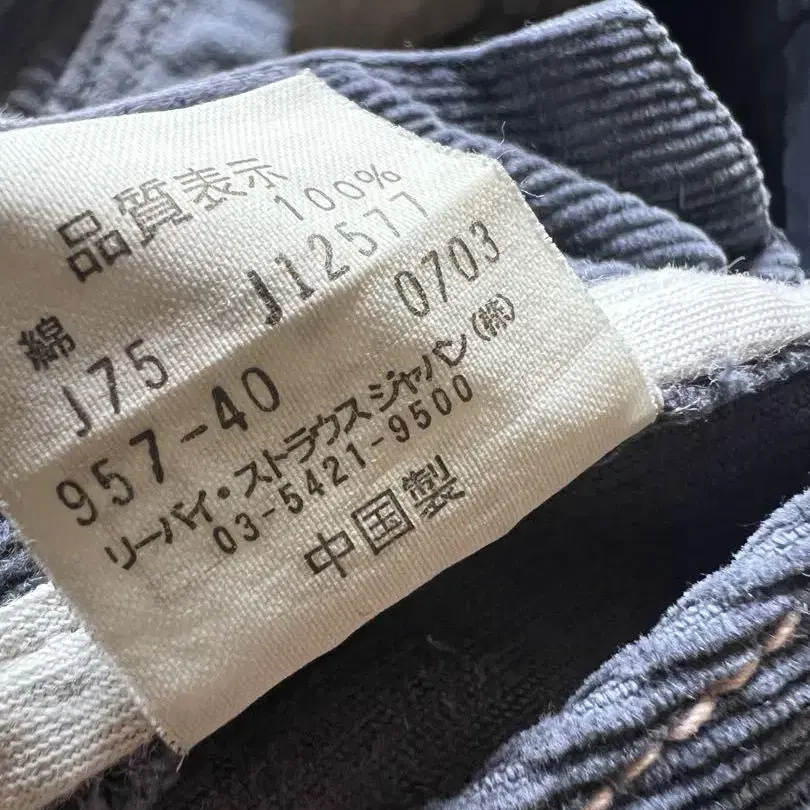 品質表示
綿 100%
J75 J12577
957-40 0703
リーバイ・ストラウスジャパン(株)
03-5421-9500
中国製